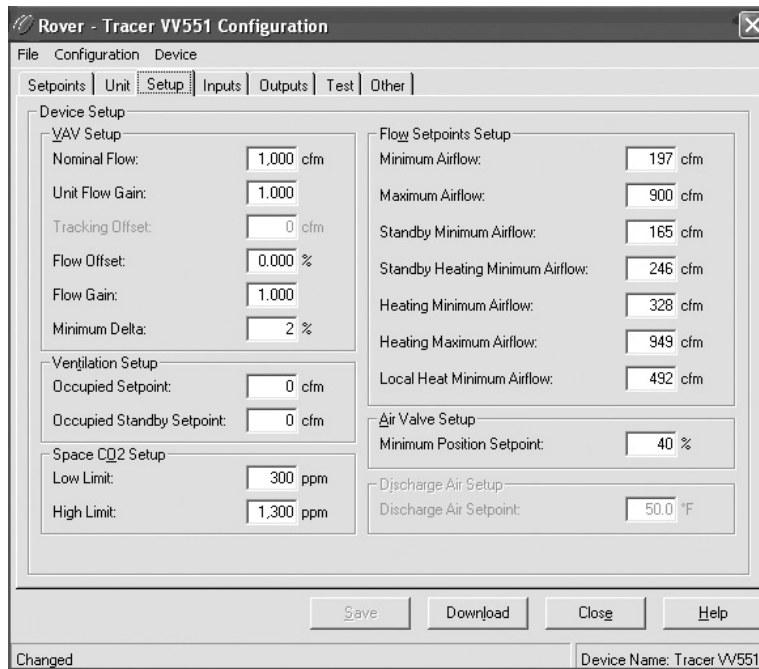 Rover - Tracer VV551 Configuration
File Configuration Device
Setpoints Unit Setup Inputs Outputs Test Other
Device Setup
VAV Setup
Nominal Flow: 1,000 cfm
Unit Flow Gain: 1.000
Tracking Offset: 0 cfm
Flow Offset: 0.000 %
Flow Gain: 1.000
Minimum Delta: 2 %
Ventilation Setup
Occupied Setpoint: 0 cfm
Occupied Standby Setpoint: 0 cfm
Space CO2 Setup
Low Limit: 300 ppm
High Limit: 1,300 ppm
Flow Setpoints Setup
Minimum Airflow: 197 cfm
Maximum Airflow: 900 cfm
Standby Minimum Airflow: 165 cfm
Standby Heating Minimum Airflow: 246 cfm
Heating Minimum Airflow: 328 cfm
Heating Maximum Airflow: 949 cfm
Local Heat Minimum Airflow: 492 cfm
Air Valve Setup
Minimum Position Setpoint: 40 %
Discharge Air Setup
Discharge Air Setpoint: 50.0 °F
Save Download Close Help
Changed Device Name: Tracer VV551